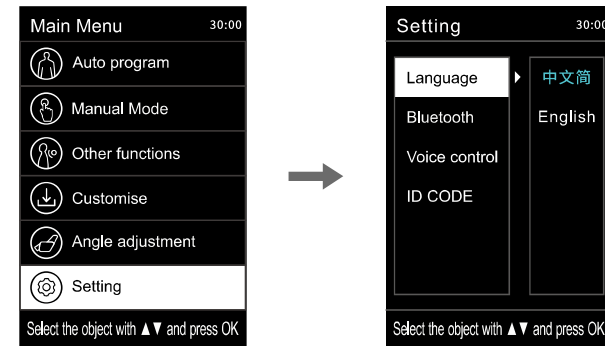 Main Menu 30:00
Auto program
Manual Mode
Other functions
Customise
Angle adjustment
Setting
Select the object with ▲▼ and press OK
Setting 30:00
Language
Bluetooth
Voice control
ID CODE
中文简
English
Select the object with ▲▼ and press OK